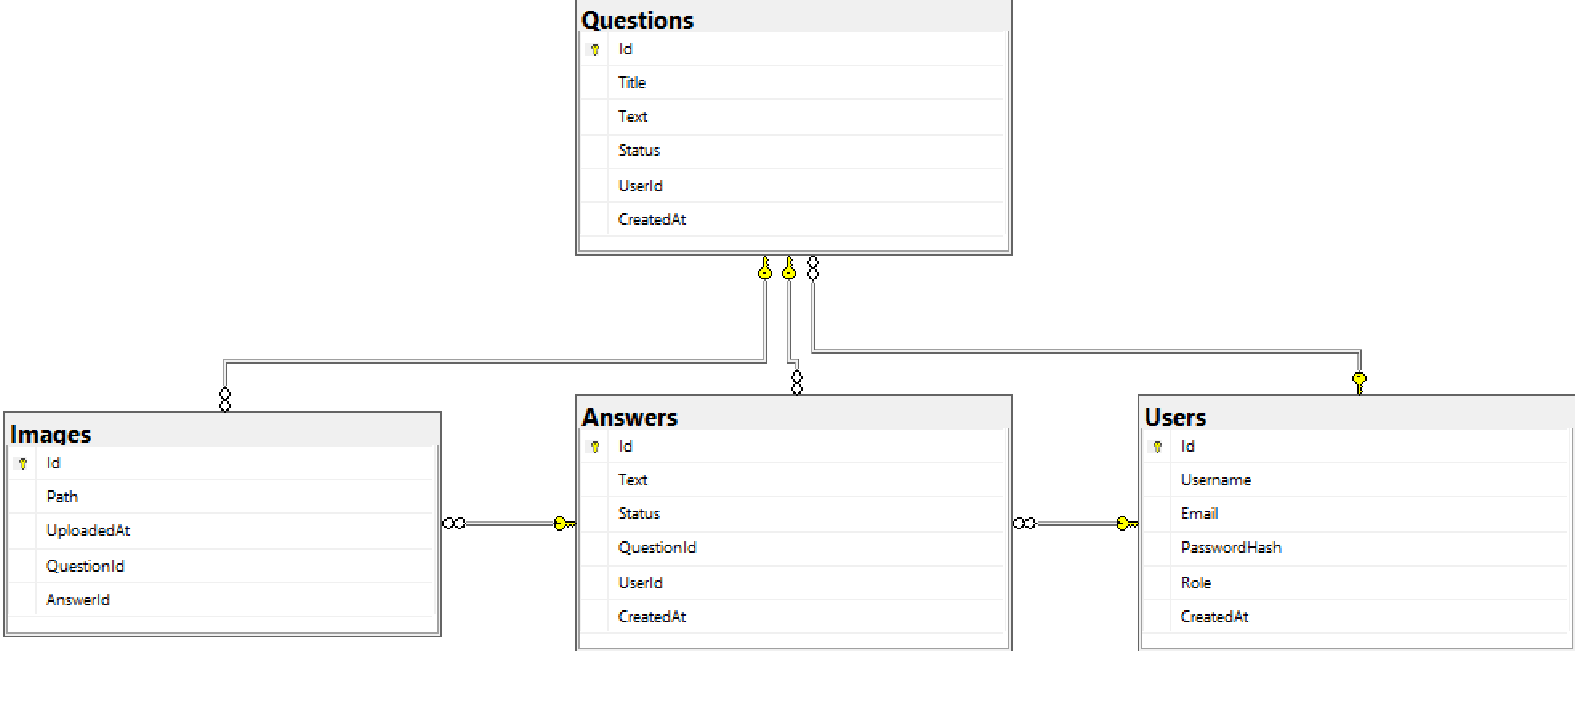 Questions
Id
Title
Text
Status
UserId
CreatedAt
Images
Id
Path
UploadedAt
QuestionId
AnswerId
Answers
Id
Text
Status
QuestionId
UserId
CreatedAt
Users
Id
Username
Email
PasswordHash
Role
CreatedAt